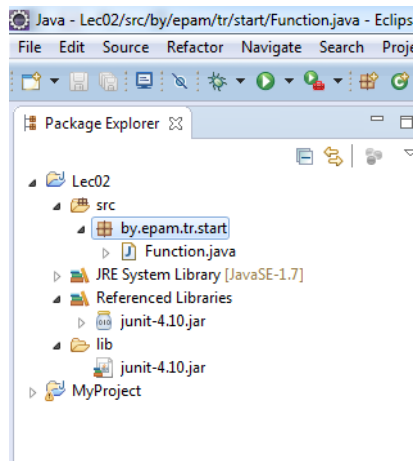 Java - Lec02/src/by/epam/tr/start/Function.java - Eclips
File Edit Source Refactor Navigate Search Proje
Package Explorer
Lec02
src
by.epam.tr.start
Function.java
JRE System Library [JavaSE-1.7]
Referenced Libraries
junit-4.10.jar
lib
junit-4.10.jar
MyProject